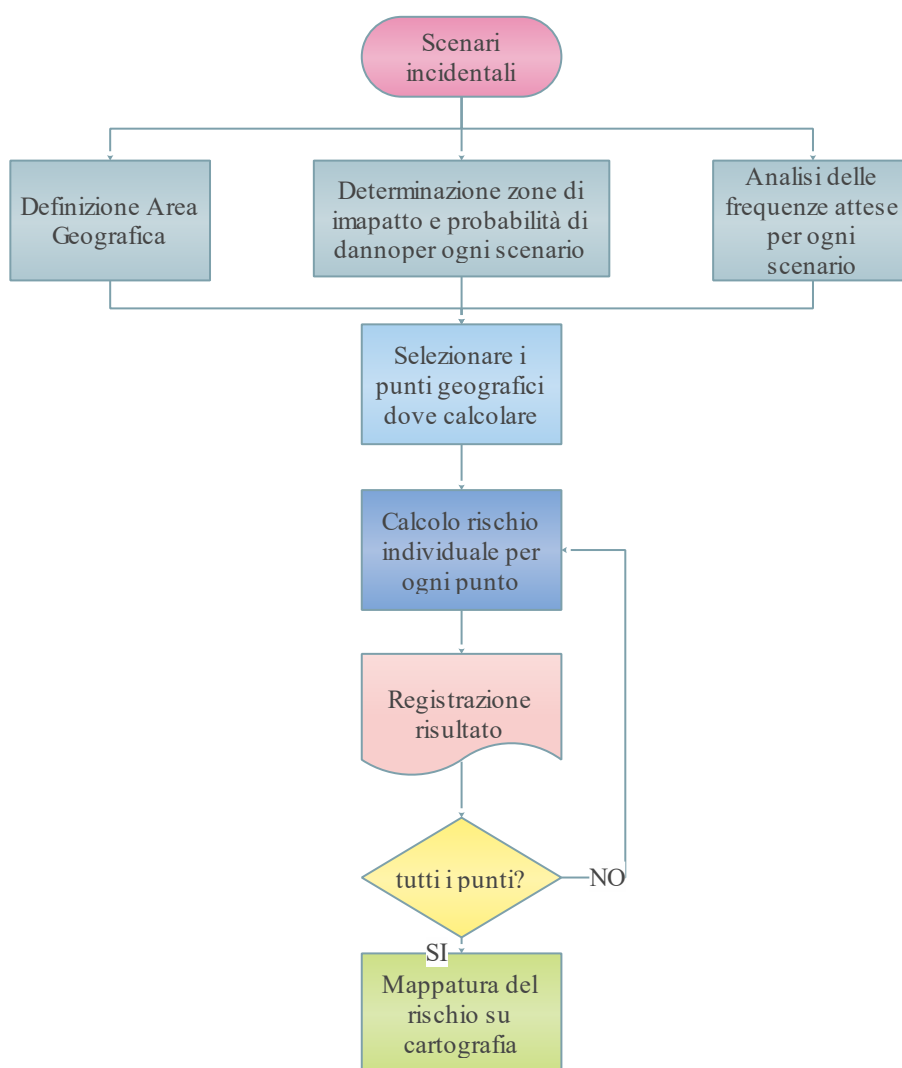 Scenari
incidentali
Definizione Area
Geografica
Determinazione zone di
imapatto e probabilità di
dannoper ogni scenario
Analisi delle
frequenze attese
per ogni
scenario
Selezionare i
punti geografici
dove calcolare
Calcolo rischio
individuale per
ogni punto
Registrazione
risultato
tutti i punti?
NO
SI
Mappatura del
rischio su
cartografia